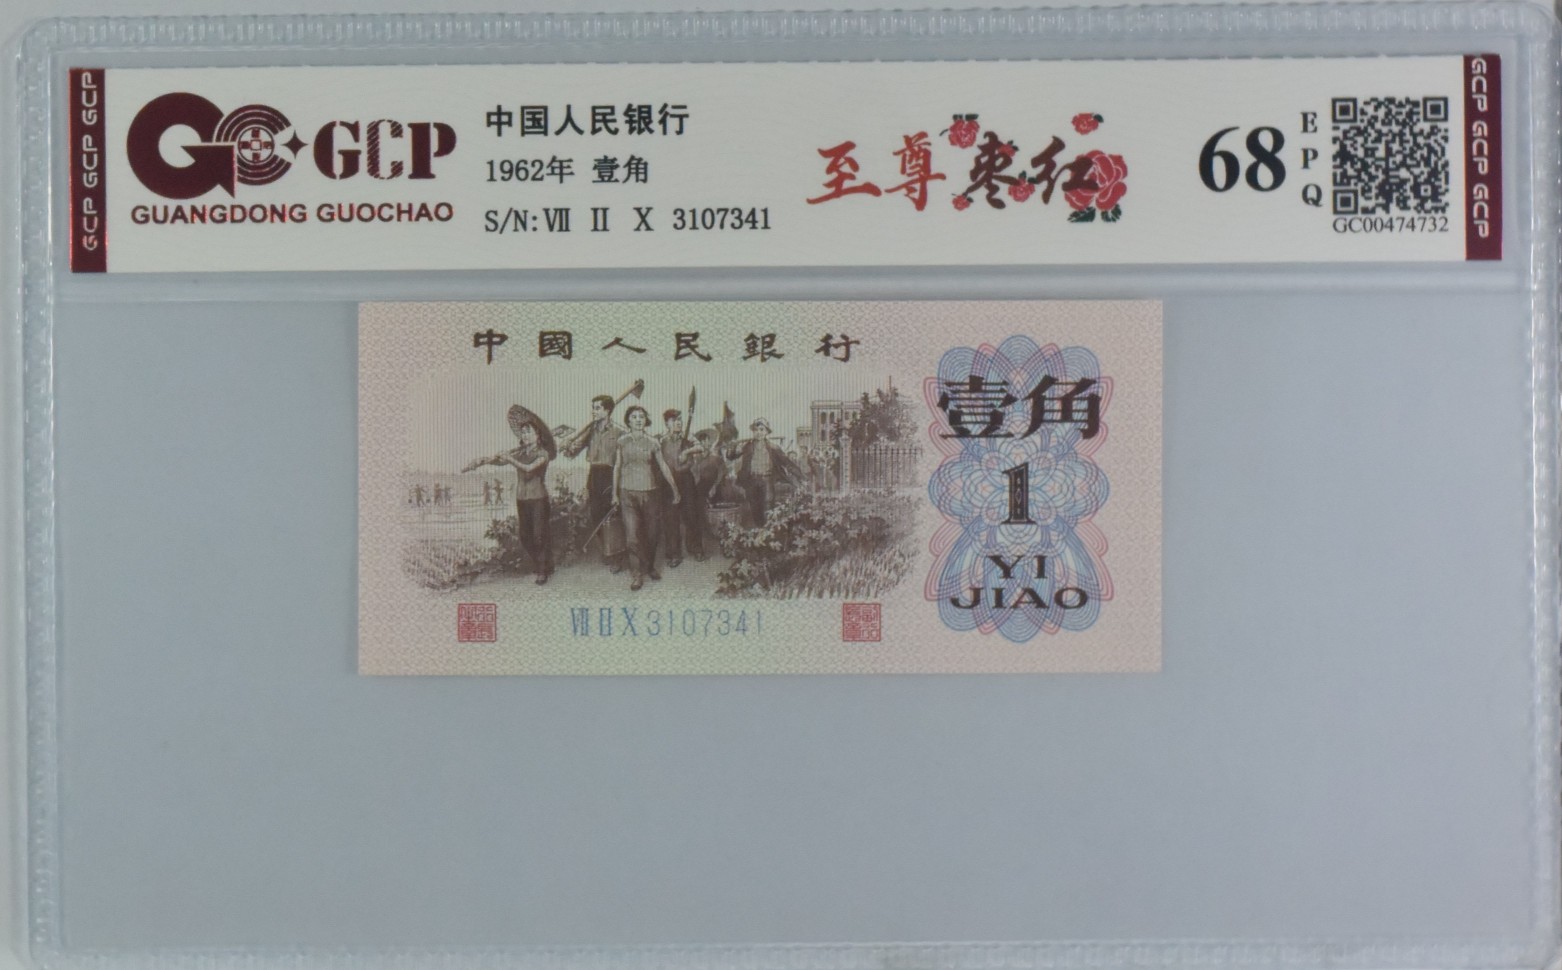 GCP GCP GCP
GCP
GUANGDONG GUOCHAO
中国人民银行
1962年 壹角
S/N: Ⅶ Ⅱ Ⅹ 3107341
至尊枣红
68
EPQ
GC00474732
GCP GCP GCP
中國人民銀行
壹角
1
YI
JIAO
ⅦⅡⅩ3107341